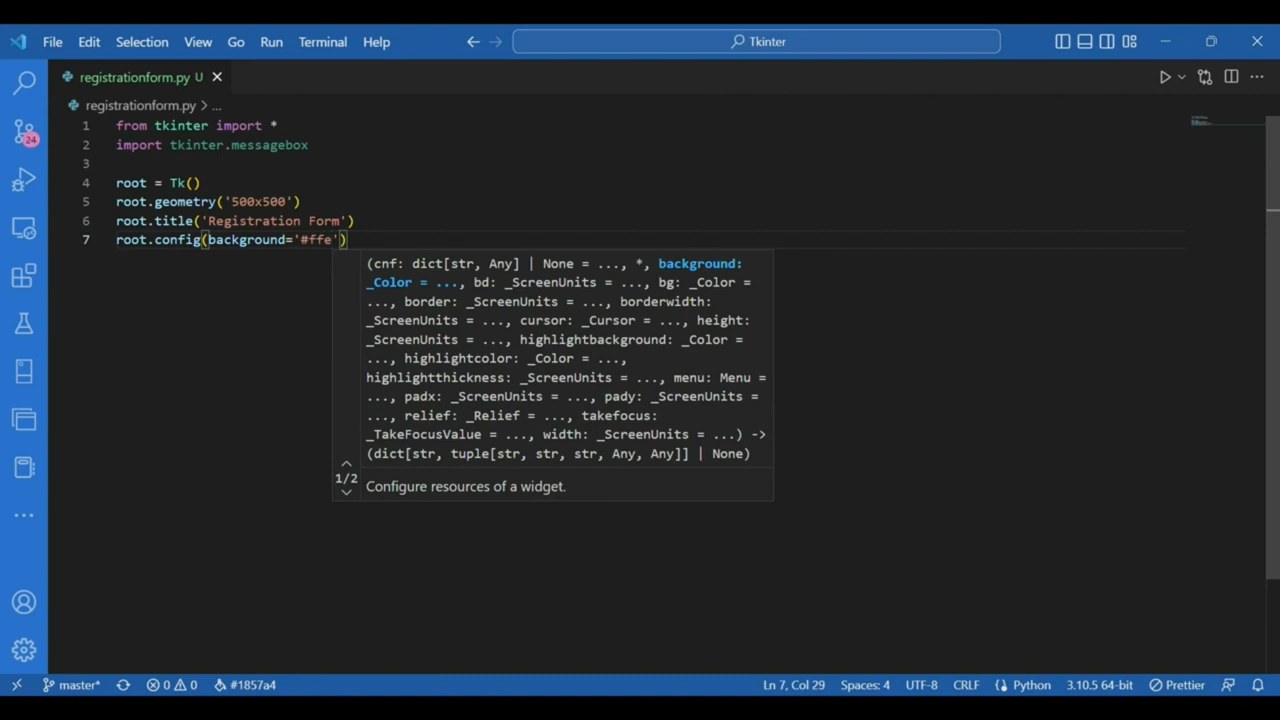 File Edit Selection View Go Run Terminal Help
Tkinter
registrationform.py U
registrationform.py > ...
24
1 from tkinter import *
2 import tkinter.messagebox
3
4 root = Tk()
5 root.geometry('500x500')
6 root.title('Registration Form')
7 root.config(background='#ffe')
(cnf: dict[str, Any] | None = ..., *, background:
_Color = ..., bd: _ScreenUnits = ..., bg: _Color =
..., border: _ScreenUnits = ..., borderwidth:
_ScreenUnits = ..., cursor: _Cursor = ..., height:
_ScreenUnits = ..., highlightbackground: _Color =
..., highlightcolor: _Color = ...,
highlightthickness: _ScreenUnits = ..., menu: Menu =
..., padx: _ScreenUnits = ..., pady: _ScreenUnits =
..., relief: _Relief = ..., takefocus:
_TakeFocusValue = ..., width: _ScreenUnits = ...) ->
(dict[str, tuple[str, str, str, Any, Any]] | None)
1/2
Configure resources of a widget.
master* 0 0 #1857a4 Ln 7, Col 29 Spaces: 4 UTF-8 CRLF Python 3.10.5 64-bit Prettier